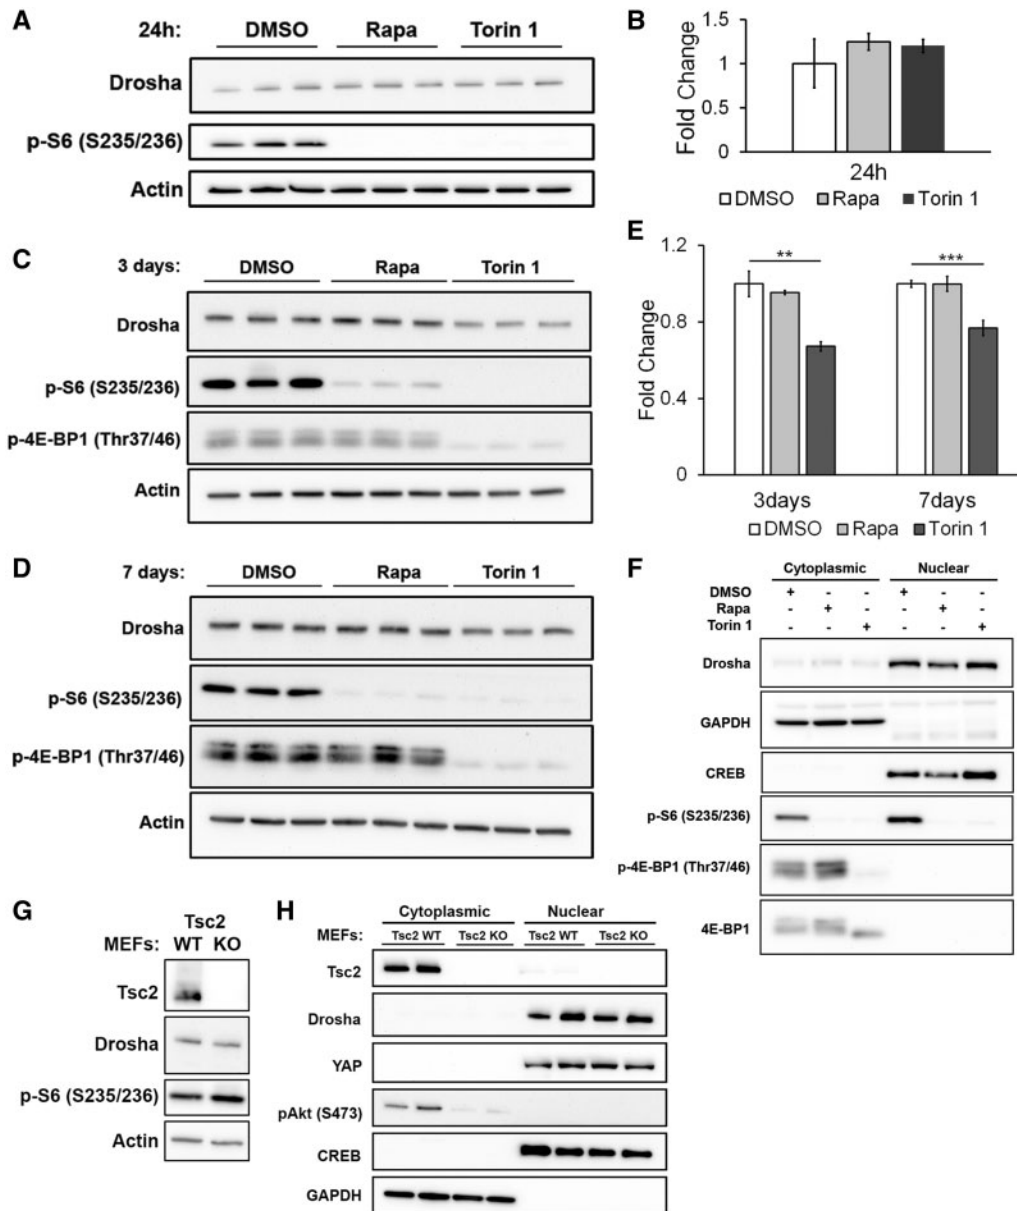 A
24h: DMSO Rapa Torin 1
Drosha
p-S6 (S235/236)
Actin
B
Fold Change
1.5
1
0.5
0
24h
DMSO Rapa Torin 1
C
3 days: DMSO Rapa Torin 1
Drosha
p-S6 (S235/236)
p-4E-BP1 (Thr37/46)
Actin
E
Fold Change
1.2
0.8
0.4
0
** ***
3days 7days
DMSO Rapa Torin 1
D
7 days: DMSO Rapa Torin 1
Drosha
p-S6 (S235/236)
p-4E-BP1 (Thr37/46)
Actin
F
Cytoplasmic Nuclear
DMSO + - - + - -
Rapa - + - - + -
Torin 1 - - + - - +
Drosha
GAPDH
CREB
p-S6 (S235/236)
p-4E-BP1 (Thr37/46)
4E-BP1
G
Tsc2
MEFs: WT KO
Tsc2
Drosha
p-S6 (S235/236)
Actin
H
Cytoplasmic Nuclear
MEFs: Tsc2 WT Tsc2 KO Tsc2 WT Tsc2 KO
Tsc2
Drosha
YAP
pAkt (S473)
CREB
GAPDH